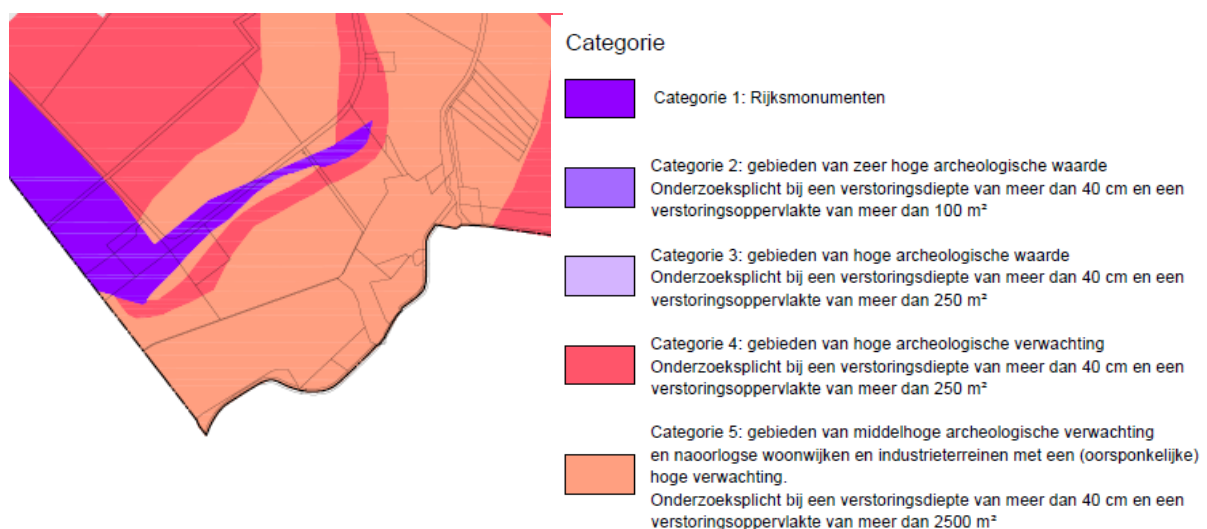 Categorie
Categorie 1: Rijksmonumenten
Categorie 2: gebieden van zeer hoge archeologische waarde
Onderzoeksplicht bij een verstoringsdiepte van meer dan 40 cm en een
verstoringsoppervlakte van meer dan 100 m²
Categorie 3: gebieden van hoge archeologische waarde
Onderzoeksplicht bij een verstoringsdiepte van meer dan 40 cm en een
verstoringsoppervlakte van meer dan 250 m²
Categorie 4: gebieden van hoge archeologische verwachting
Onderzoeksplicht bij een verstoringsdiepte van meer dan 40 cm en een
verstoringsoppervlakte van meer dan 250 m²
Categorie 5: gebieden van middelhoge archeologische verwachting
en naoorlogse woonwijken en industrieterreinen met een (oorsponkelijke)
hoge verwachting.
Onderzoeksplicht bij een verstoringsdiepte van meer dan 40 cm en een
verstoringsoppervlakte van meer dan 2500 m²